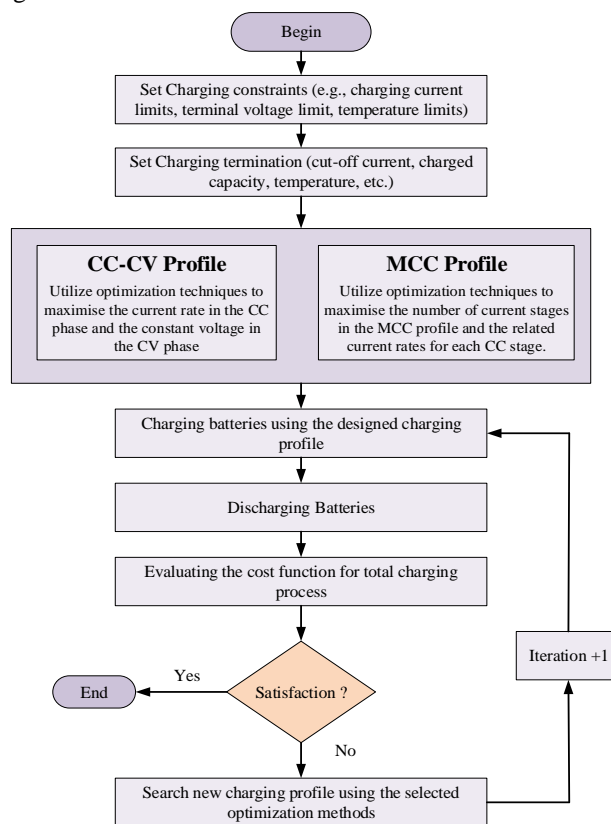 Begin
Set Charging constraints (e.g., charging current
limits, terminal voltage limit, temperature limits)
Set Charging termination (cut-off current, charged
capacity, temperature, etc.)
CC-CV Profile
Utilize optimization techniques to
maximise the current rate in the CC
phase and the constant voltage in
the CV phase
MCC Profile
Utilize optimization techniques to
maximise the number of current stages
in the MCC profile and the related
current rates for each CC stage.
Charging batteries using the designed charging
profile
Discharging Batteries
Evaluating the cost function for total charging
process
Iteration +1
Satisfaction ?
Yes
End
No
Search new charging profile using the selected
optimization methods